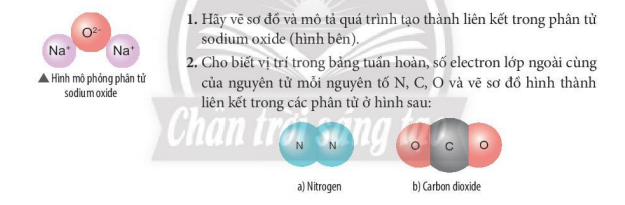 O²⁻
Na⁺ Na⁺
▲ Hình mô phỏng phân tử
sodium oxide
1. Hãy vẽ sơ đồ và mô tả quá trình tạo thành liên kết trong phân tử
sodium oxide (hình bên).
2. Cho biết vị trí trong bảng tuần hoàn, số electron lớp ngoài cùng
của nguyên tử mỗi nguyên tố N, C, O và vẽ sơ đồ hình thành
liên kết trong các phân tử ở hình sau:
Chân trời sáng tạo
N N O C O
a) Nitrogen b) Carbon dioxide